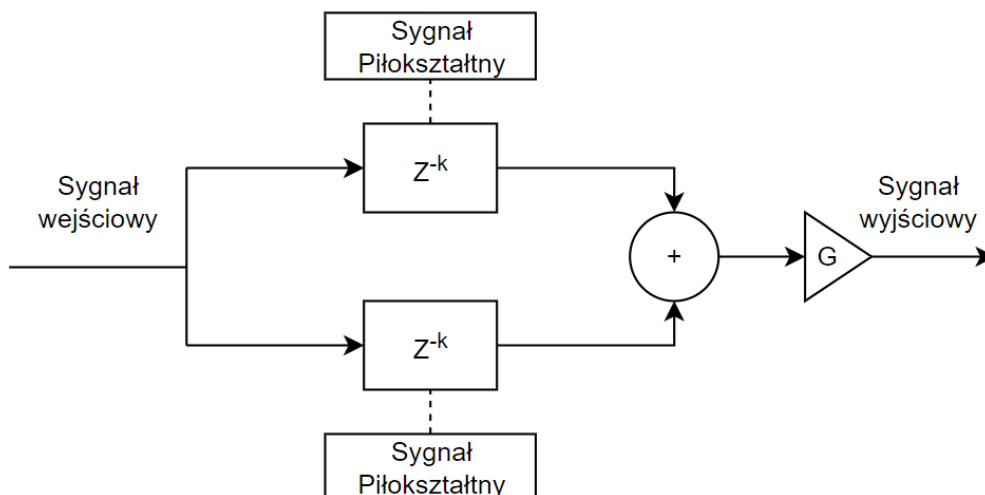 Sygnał
Piłokształtny
Z-k
Sygnał
wejściowy
Sygnał
wyjściowy
+
G
Z-k
Sygnał
Piłokształtny